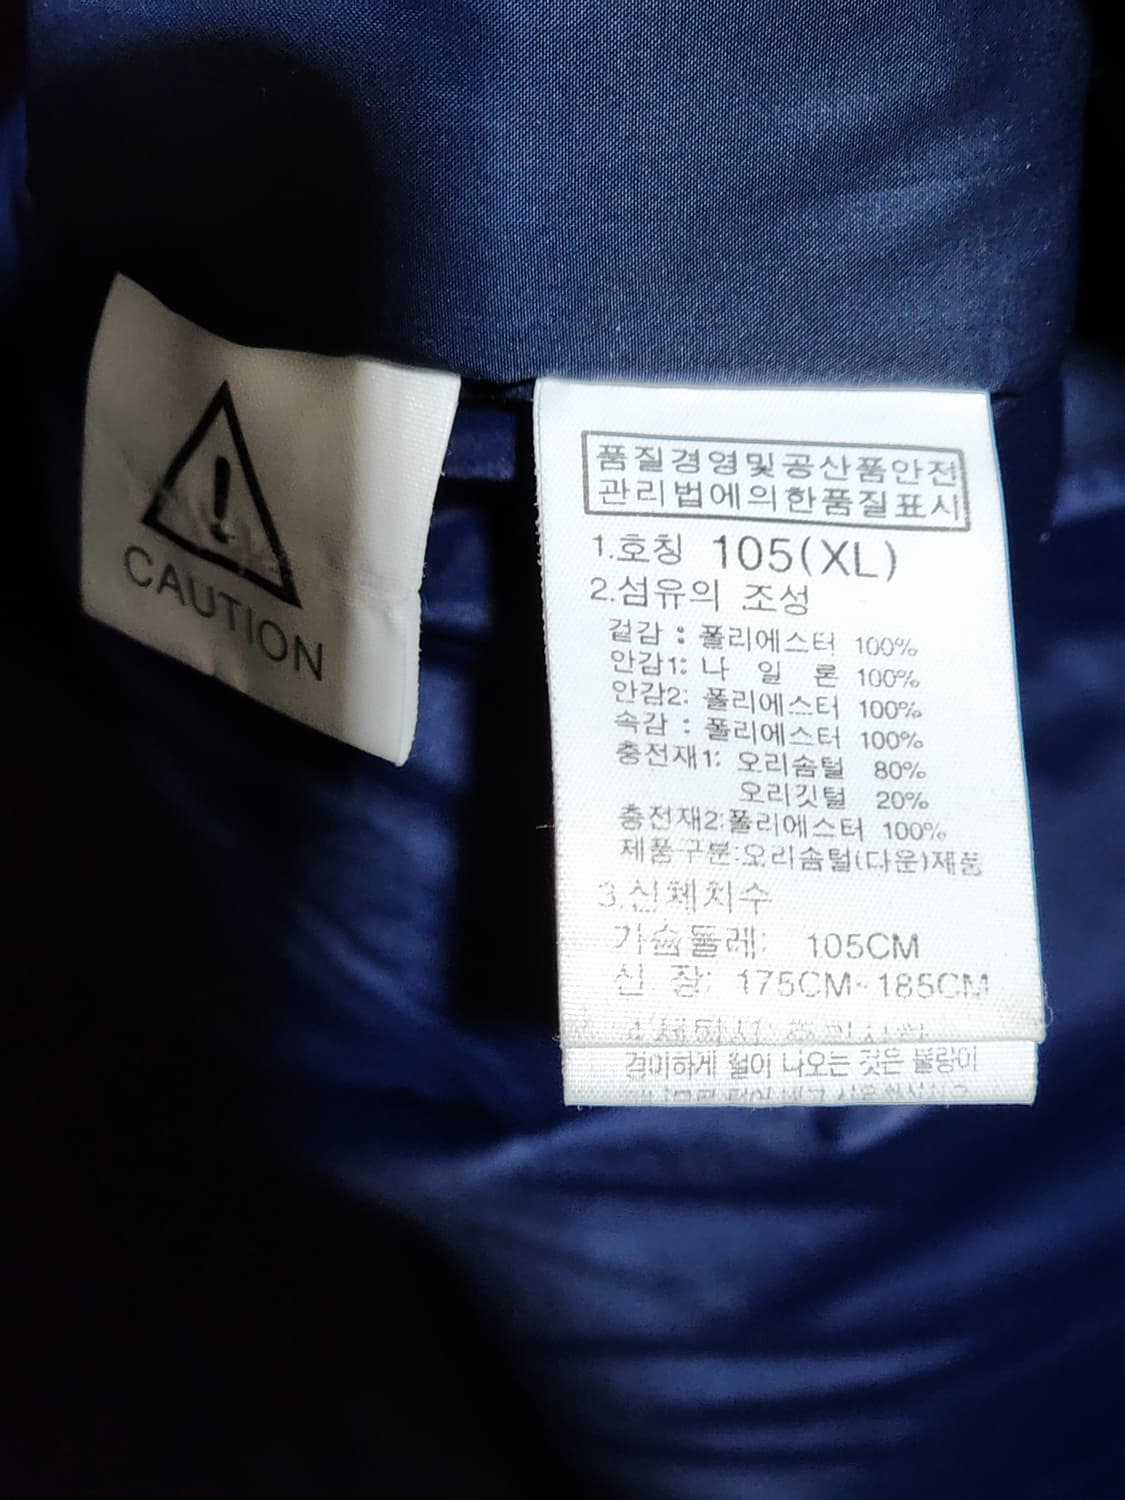 CAUTION
품질경영및공산품안전
관리법에의한품질표시
1.호칭 105(XL)
2.섬유의 조성
겉감 : 폴리에스터 100%
안감1: 나 일 론 100%
안감2: 폴리에스터 100%
속감 : 폴리에스터 100%
충전재1: 오리솜털 80%
오리깃털 20%
충전재2:폴리에스터 100%
제품구분:오리솜털(다운)제품
3.신체치수
가슴둘레: 105CM
신 장: 175CM~185CM
털이 나오는 것은 불량이